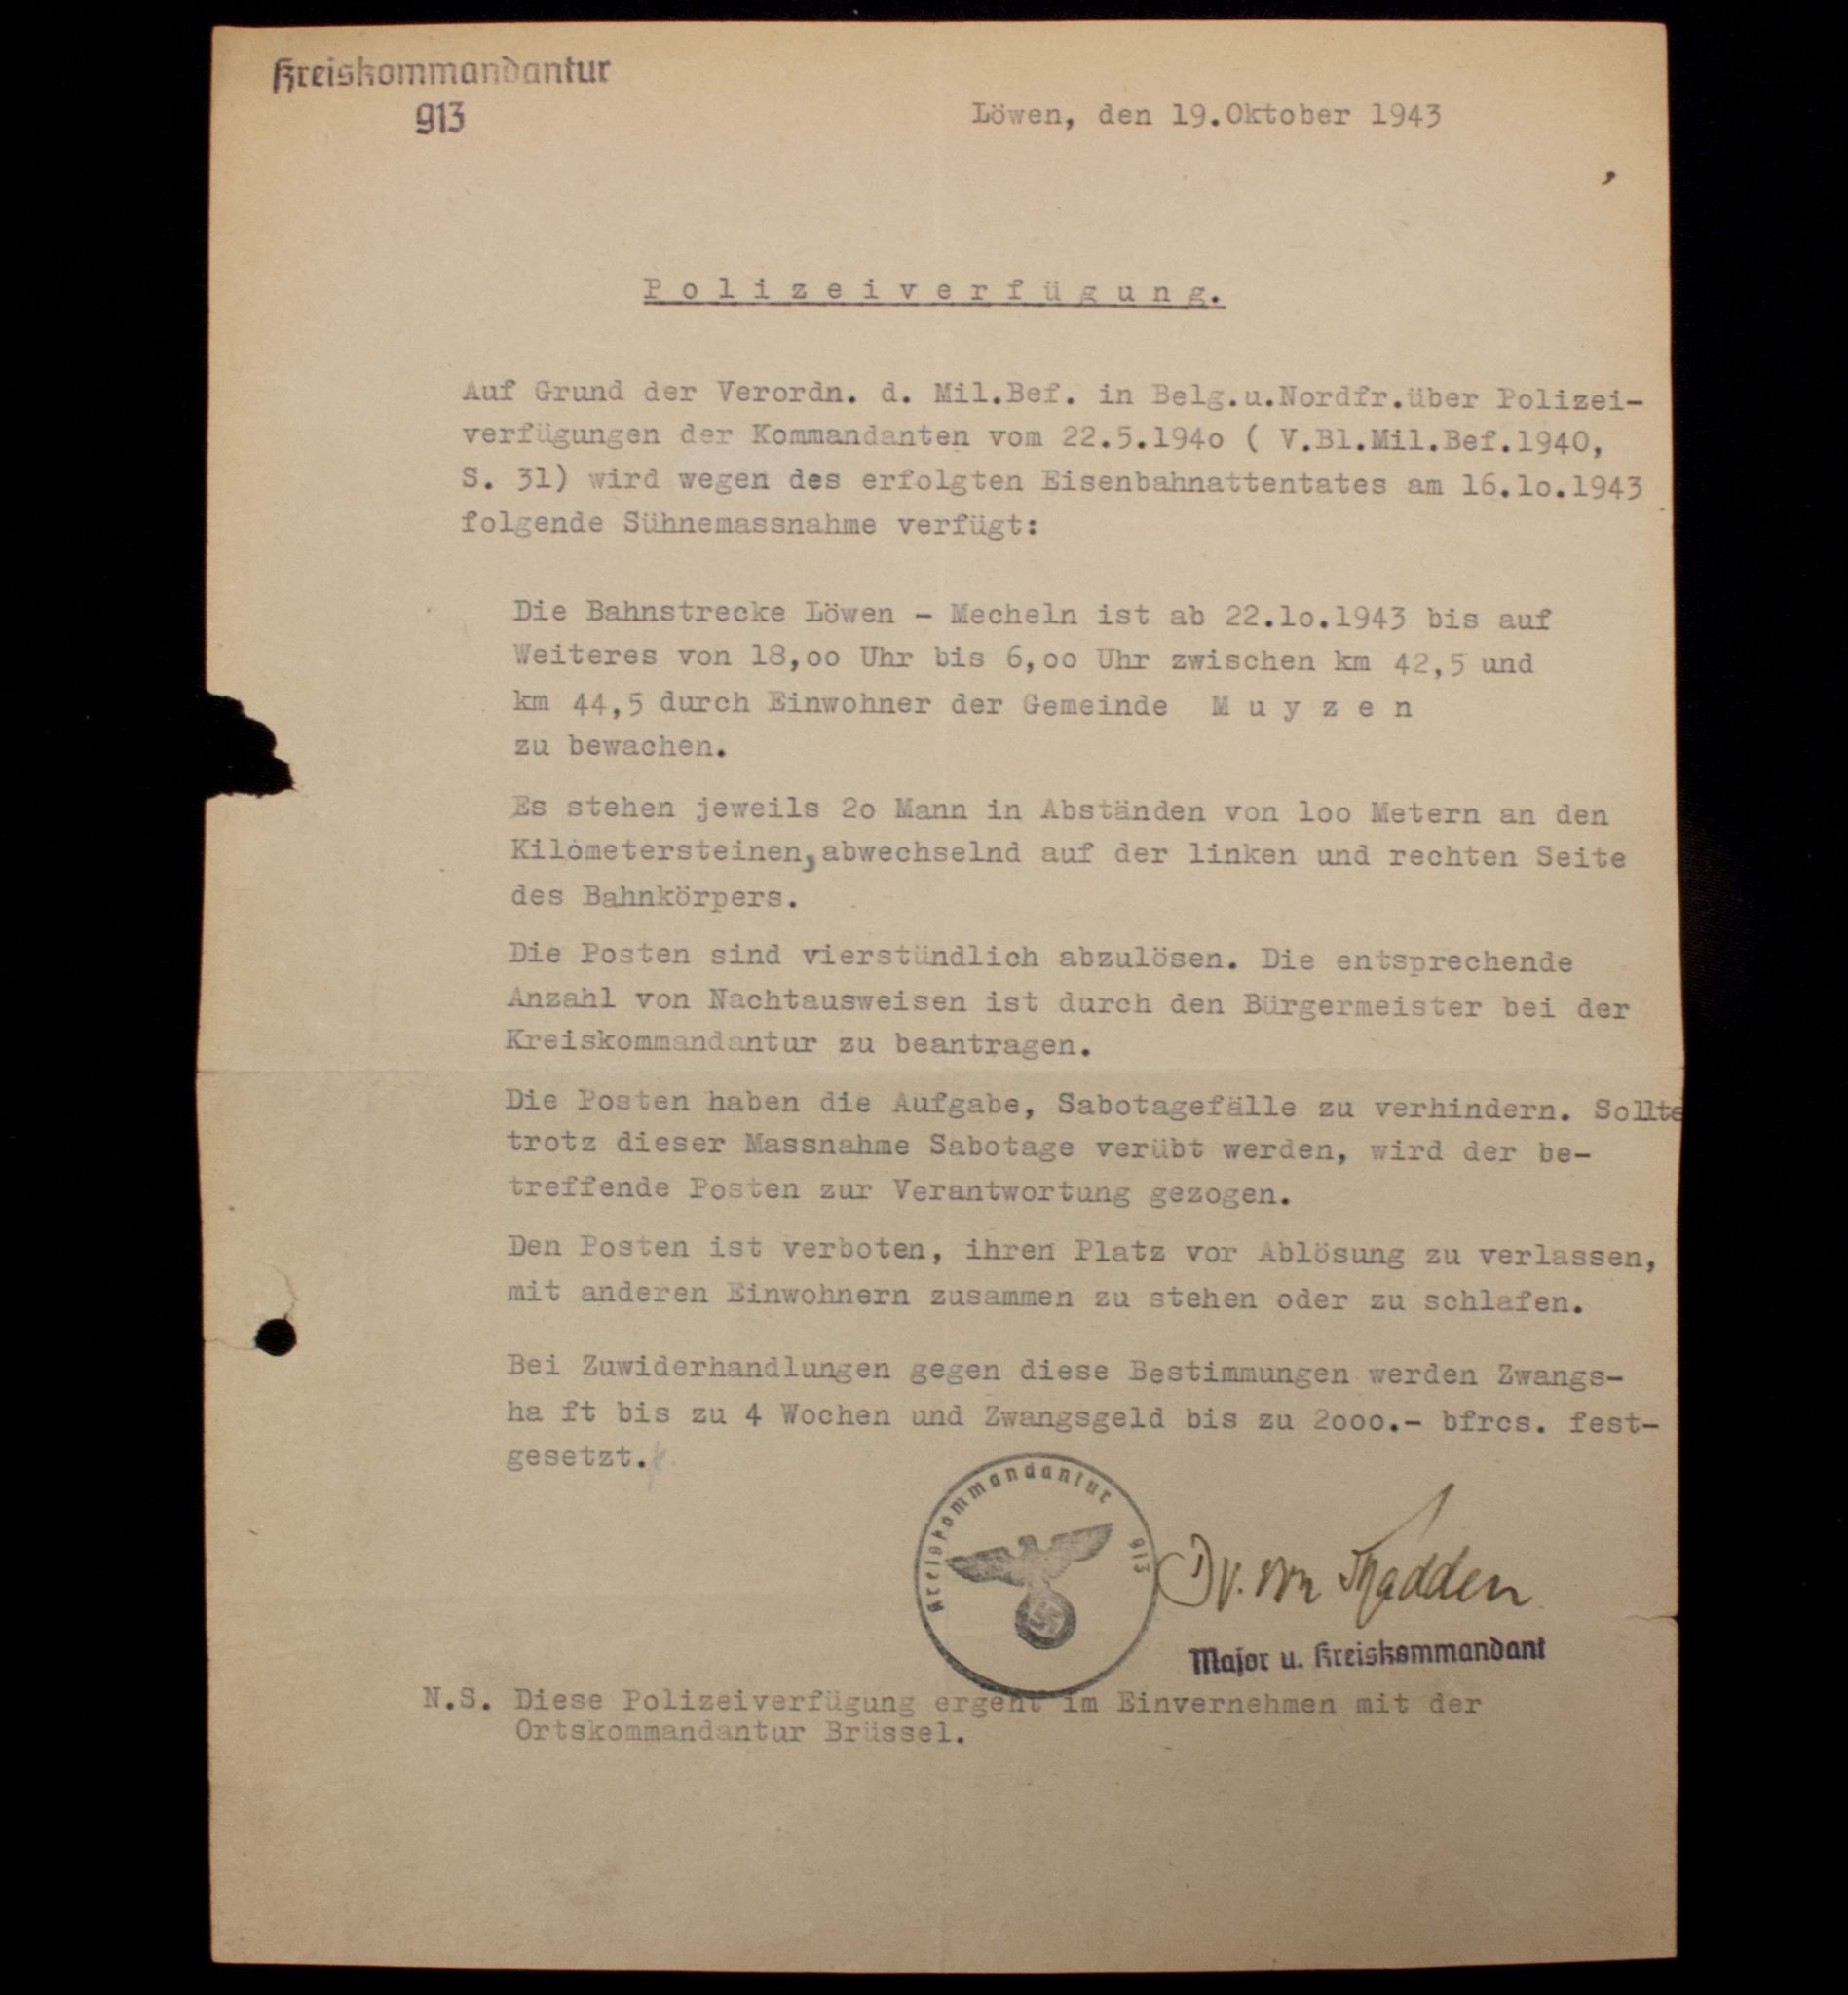 Kreiskommandantur
913
Löwen, den 19.Oktober 1943
P o l i z e i v e r f ü g u n g.
Auf Grund der Verordn. d. Mil.Bef. in Belg.u.Nordfr.über Polizei-
verfügungen der Kommandanten vom 22.5.194o ( V.Bl.Mil.Bef.1940,
S. 31) wird wegen des erfolgten Eisenbahnattentates am 16.lo.1943
folgende Sühnemassnahme verfügt:
Die Bahnstrecke Löwen - Mecheln ist ab 22.lo.1943 bis auf
Weiteres von 18,oo Uhr bis 6,oo Uhr zwischen km 42,5 und
km 44,5 durch Einwohner der Gemeinde M u y z e n
zu bewachen.
Es stehen jeweils 2o Mann in Abständen von loo Metern an den
Kilometersteinen,abwechselnd auf der linken und rechten Seite
des Bahnkörpers.
Die Posten sind vierstündlich abzulösen. Die entsprechende
Anzahl von Nachtausweisen ist durch den Bürgermeister bei der
Kreiskommandantur zu beantragen.
Die Posten haben die Aufgabe, Sabotagefälle zu verhindern. Sollte
trotz dieser Massnahme Sabotage verübt werden, wird der be-
treffende Posten zur Verantwortung gezogen.
Den Posten ist verboten, ihren Platz vor Ablösung zu verlassen,
mit anderen Einwohnern zusammen zu stehen oder zu schlafen.
Bei Zuwiderhandlungen gegen diese Bestimmungen werden Zwangs-
ha ft bis zu 4 Wochen und Zwangsgeld bis zu 2ooo.- bfrcs. fest-
gesetzt.
Kreiskommandantur 913
Dr. von Thadden
Major u. Kreiskommandant
N.S. Diese Polizeiverfügung ergeht im Einvernehmen mit der
Ortskommandantur Brüssel.